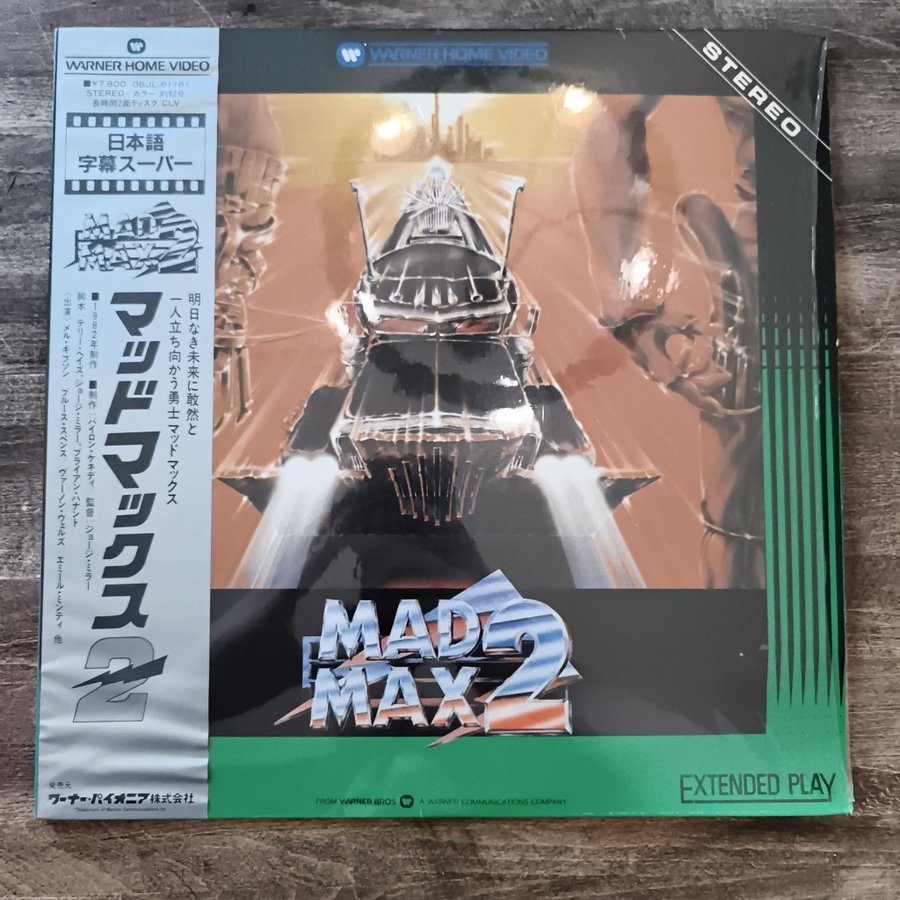 WARNER HOME VIDEO
■¥7,800 08JL-61181
STEREO カラー 約92分
長時間2面ディスク CLV
日本語
字幕スーパー
MAD
MAX 2
明日なき未来に敢然と
一人立ち向かう勇士マッドマックス
マッドマックス2
■1982年制作 ■制作:バイロン・ケネディ 監督:ジョージ・ミラー
脚本 テリー・ヘイズ、ジョージ・ミラー、ブライアン・ハナント
〈出演〉メル・ギブソン ブルース・スペンス ヴァーノン・ウェルズ エミール・ミンティ 他
発売元
ワーナー・パイオニア株式会社
*Trademark of Warner Communications Inc.
WARNER HOME VIDEO
STEREO
MAD
MAX 2
EXTENDED PLAY
FROM WARNER BROS A WARNER COMMUNICATIONS COMPANY